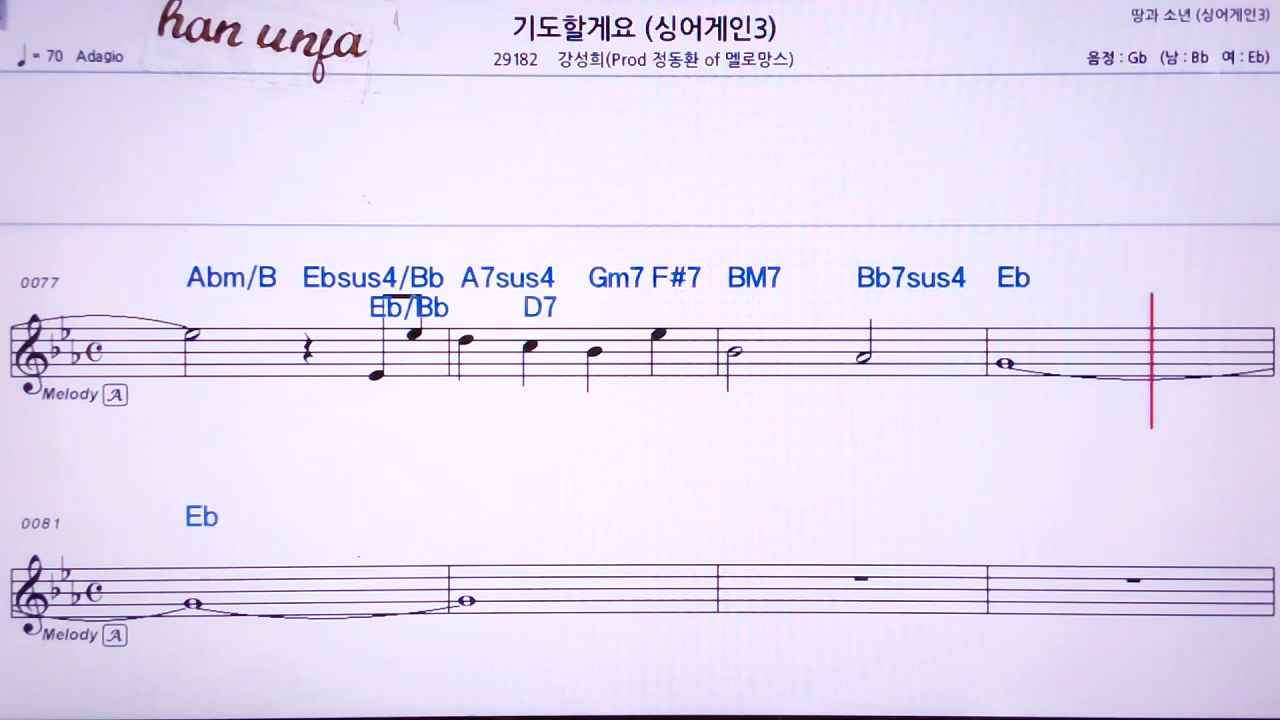 han unja
기도할게요 (싱어게인3)
땅과 소년 (싱어게인3)
♩= 70 Adagio
29182 강성희(Prod 정동환 of 멜로망스)
음정 : Gb (남 : Bb 여 : Eb)
0077
Abm/B Ebsus4/Bb A7sus4 Gm7 F#7 BM7 Bb7sus4 Eb
Eb/Bb D7
Melody A
0081
Eb
Melody A